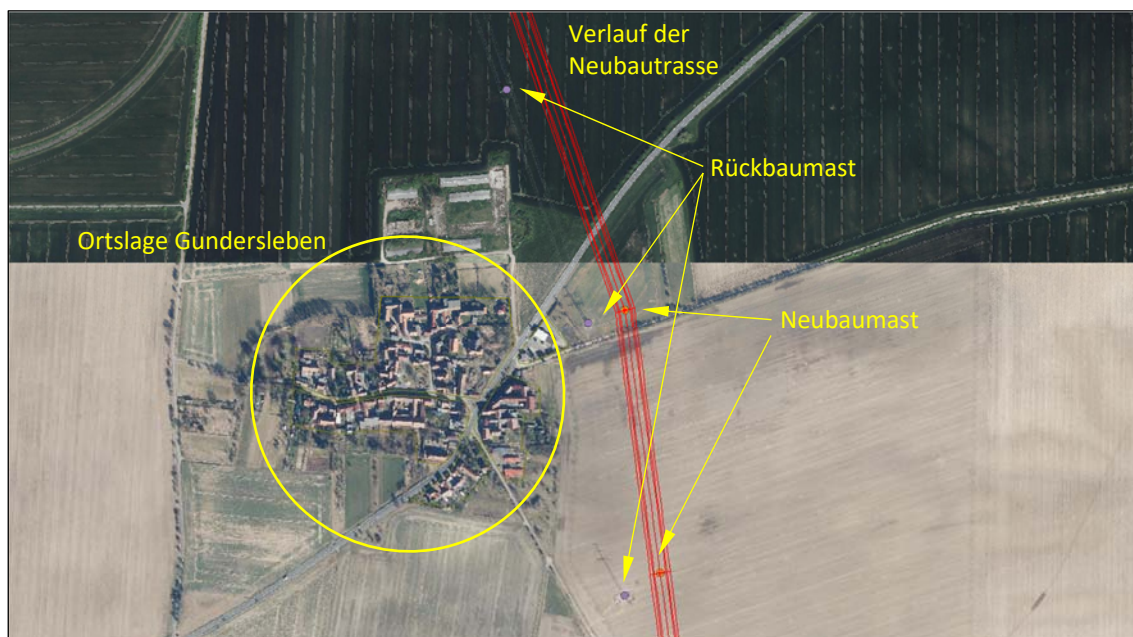 Verlauf der
Neubautrasse
Rückbaumast
Ortslage Gundersleben
Neubaumast